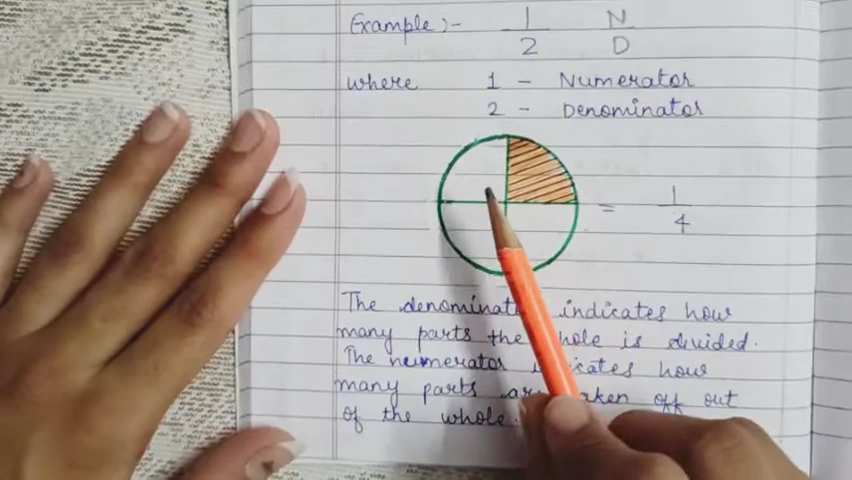 Example :- 1/2 N/D
where 1 - Numerator
2 - Denominator
= 1/4
The indicates how
many parts the is divided.
The numerator how
many parts off out
of the whole.